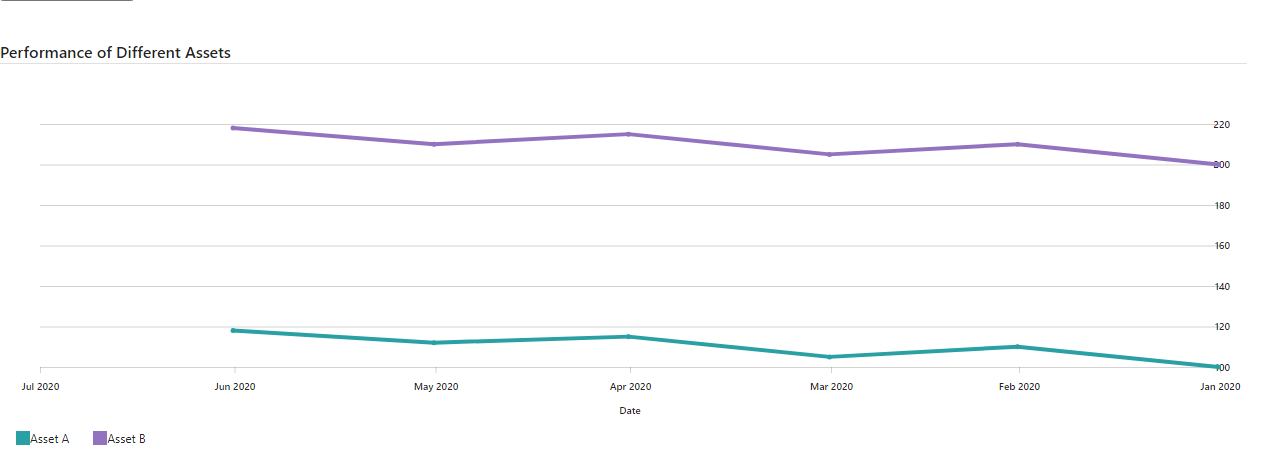 Performance of Different Assets
220
200
180
160
140
120
100
Jul 2020 Jun 2020 May 2020 Apr 2020 Mar 2020 Feb 2020 Jan 2020
Date
Asset A Asset B